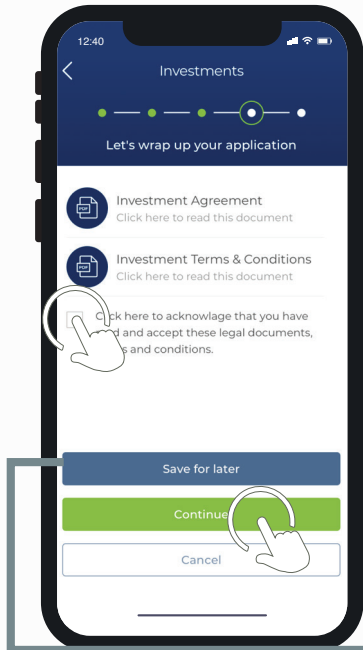 12:40
Investments
Let's wrap up your application
PDF
Investment Agreement
Click here to read this document
PDF
Investment Terms & Conditions
Click here to read this document
ck here to acknowlage that you have
and accept these legal documents,
and conditions.
Save for later
Continue
Cancel